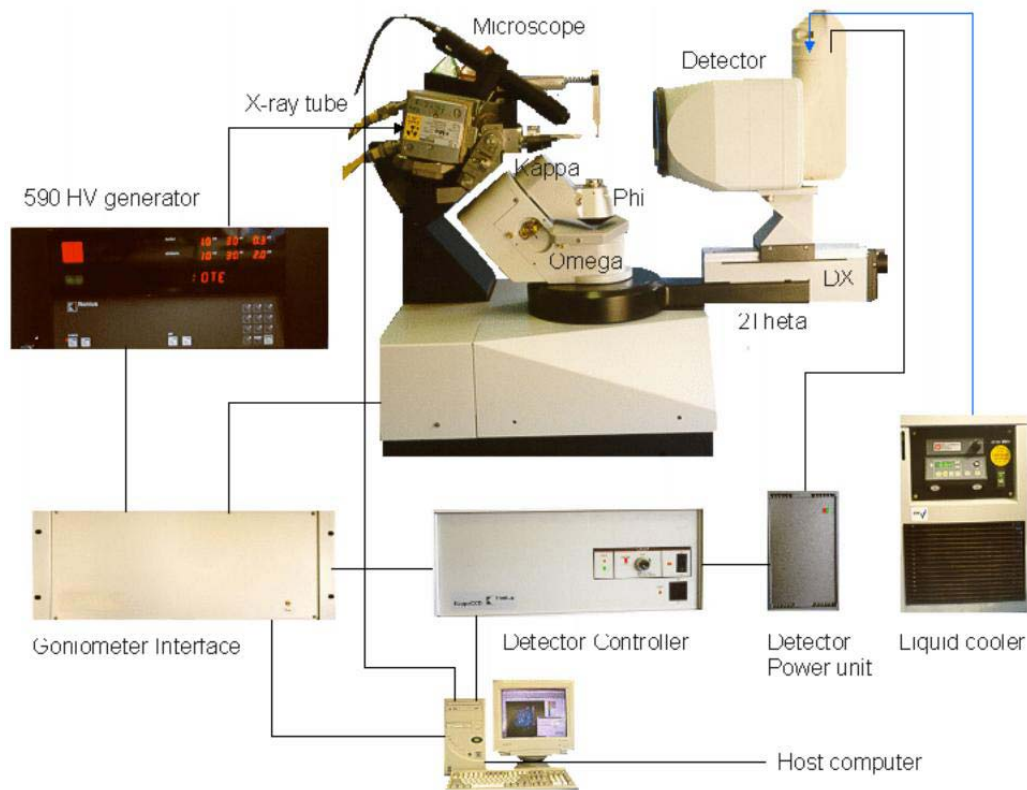 Microscope
Detector
X-ray tube
Kappa
Phi
590 HV generator
Omega
DX
2Theta
Goniometer Interface
Detector Controller
Detector
Power unit
Liquid cooler
Host computer